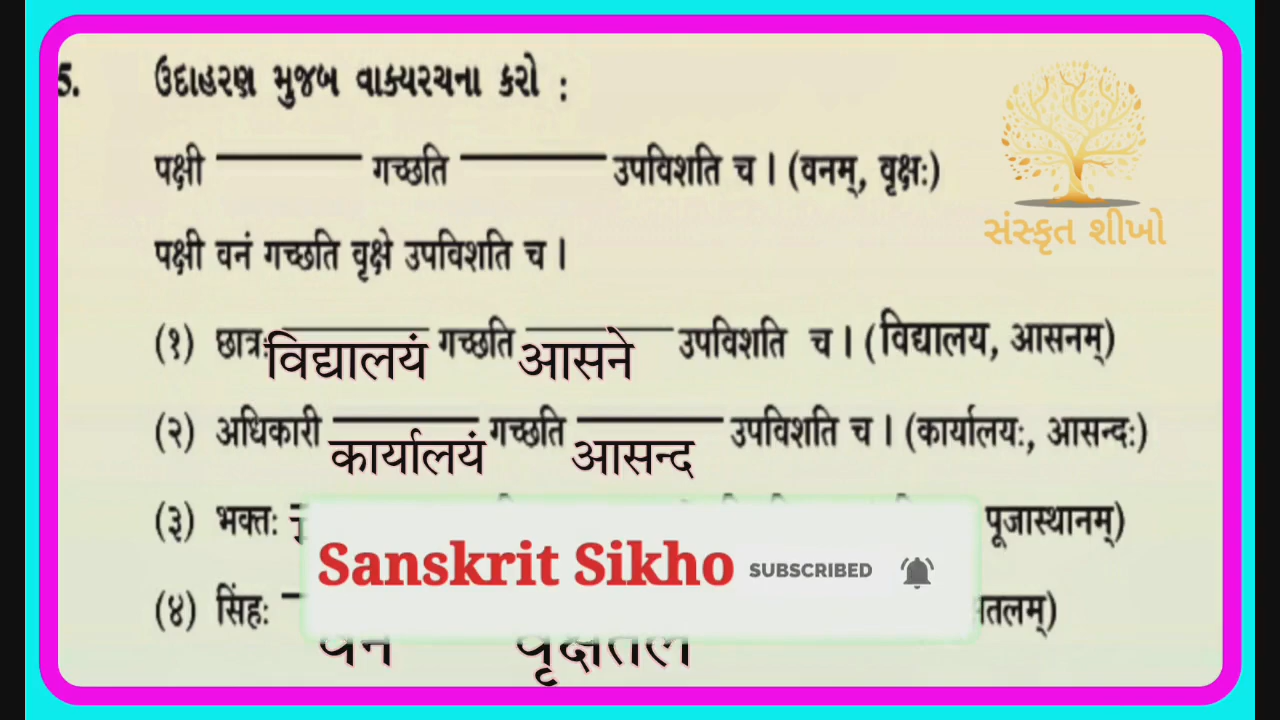 5. ઉદાહરણ મુજબ વાક્યરચના કરો :
पक्षी ________ गच्छति ________ उपविशति च । (वनम्, वृक्षः)
સંસ્કૃત શીખો
पक्षी वनं गच्छति वृक्षे उपविशति च ।
(१) छात्रः विद्यालयं गच्छति आसने उपविशति च । (विद्यालय, आसनम्)
(२) अधिकारी कार्यालयं गच्छति आसन्द उपविशति च । (कार्यालयः, आसन्दः)
(३) भक्तः पूजास्थानम्)
Sanskrit Sikho SUBSCRIBED
(४) सिंहः